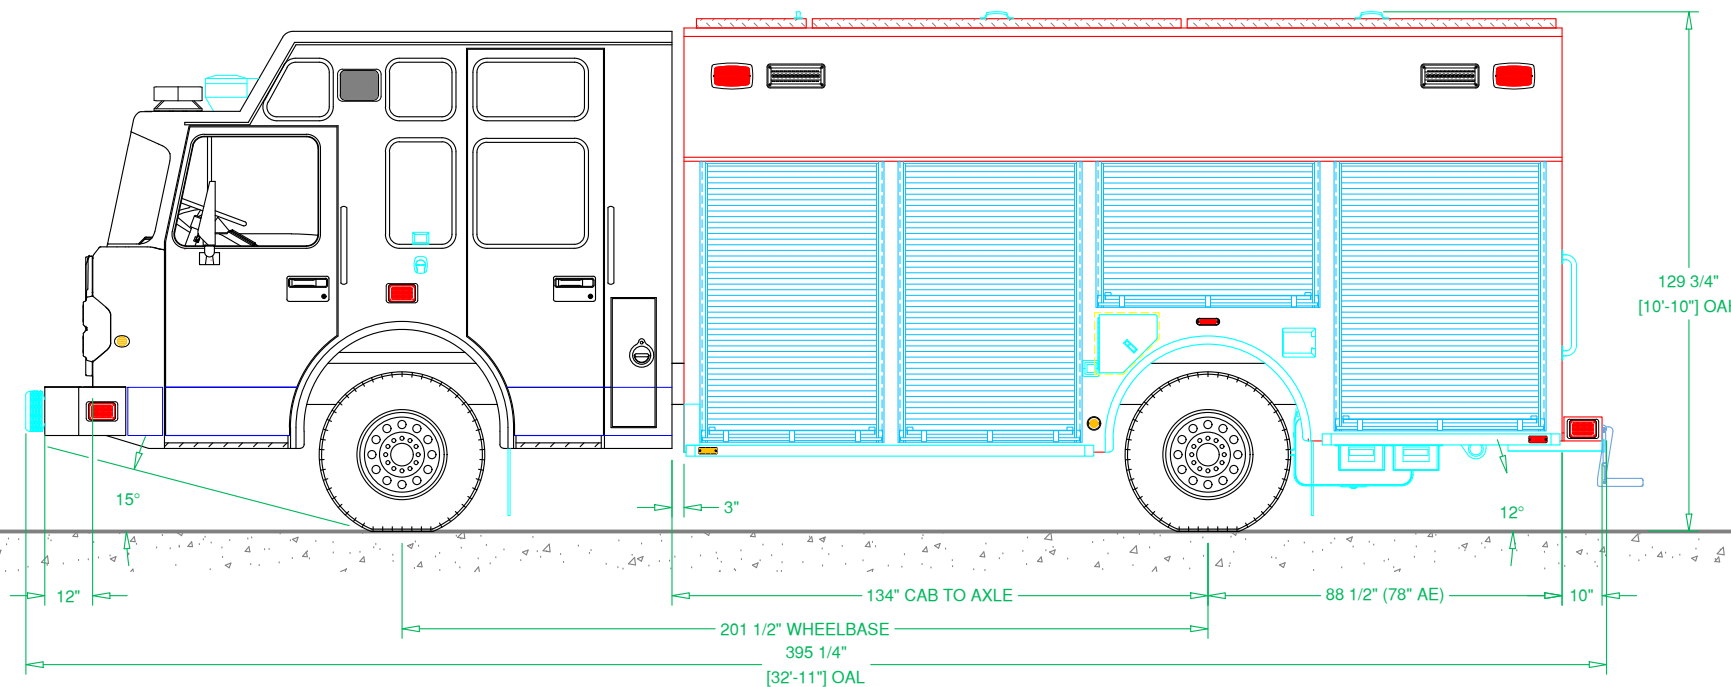 129 3/4"
[10'-10"] OAH
15°
3"
12°
12"
134" CAB TO AXLE
88 1/2" (78" AE)
10"
201 1/2" WHEELBASE
395 1/4"
[32'-11"] OAL